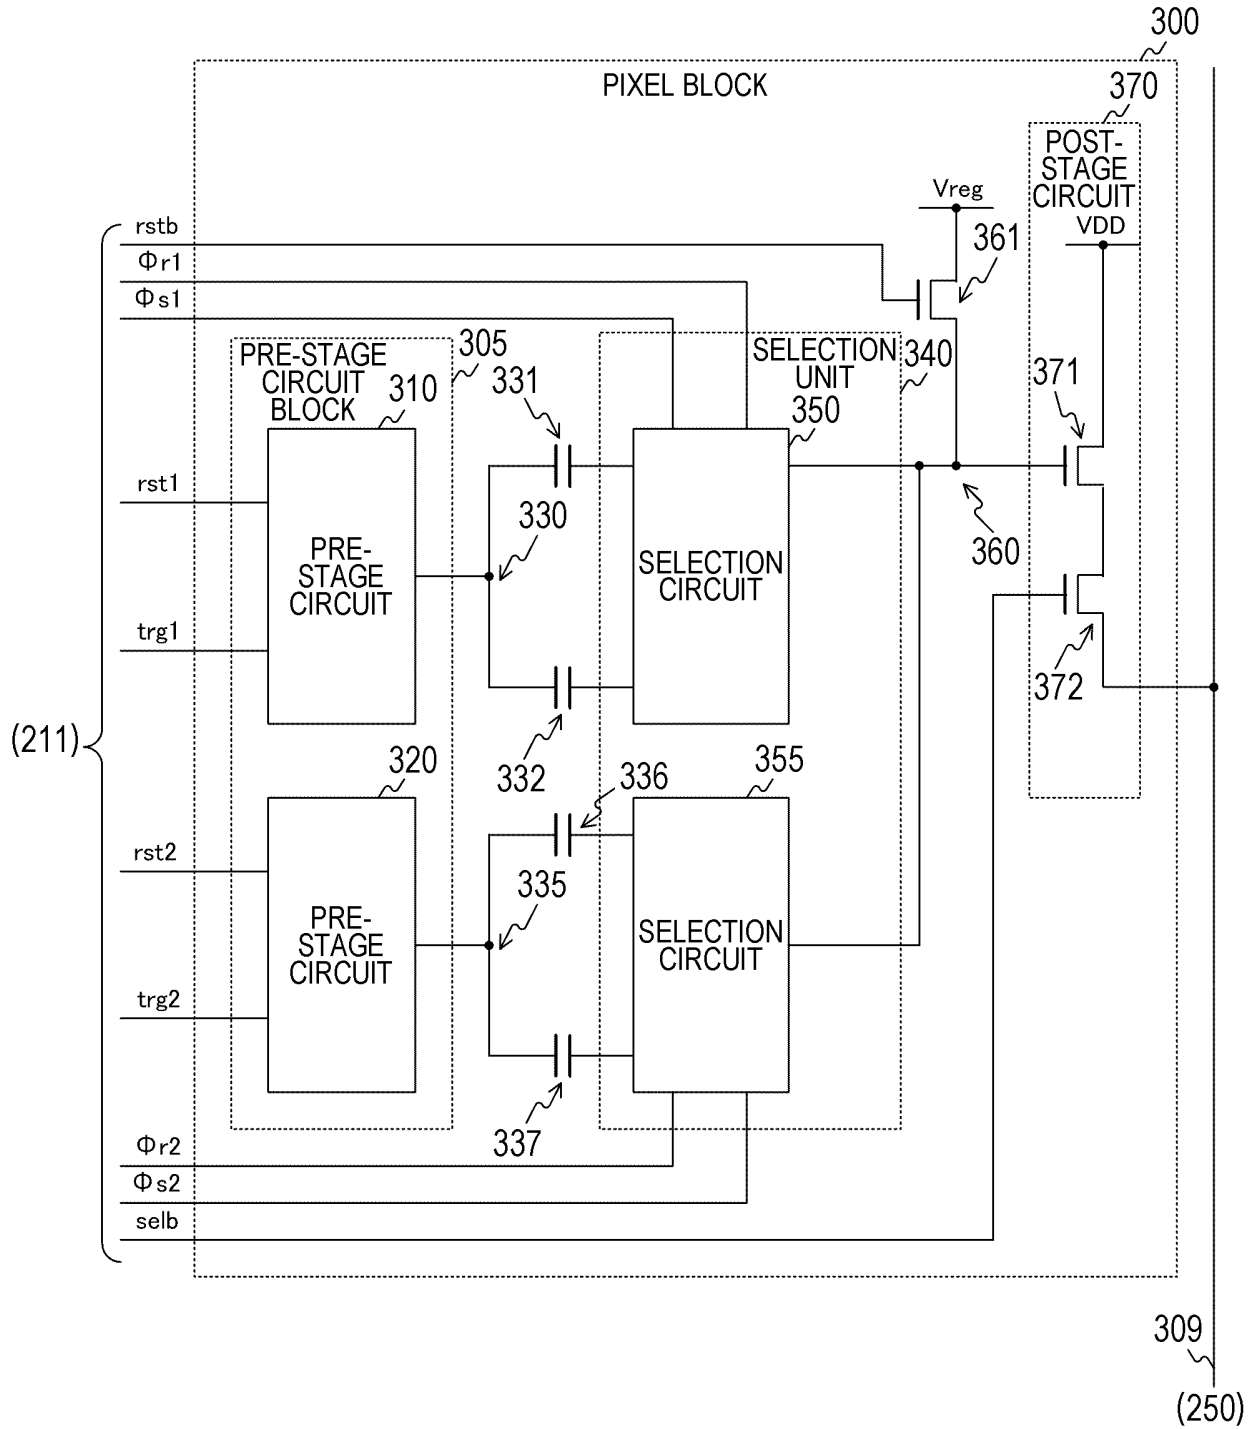 300
PIXEL BLOCK
370
POST-
STAGE
CIRCUIT
Vreg
VDD
rstb
361
Φr1
Φs1
PRE-STAGE
CIRCUIT
BLOCK
305
SELECTION
UNIT
340
310
331
350
371
rst1
330
360
PRE-
STAGE
CIRCUIT
SELECTION
CIRCUIT
trg1
372
(211)
332
320
336
355
rst2
335
PRE-
STAGE
CIRCUIT
SELECTION
CIRCUIT
trg2
337
Φr2
Φs2
selb
309
(250)